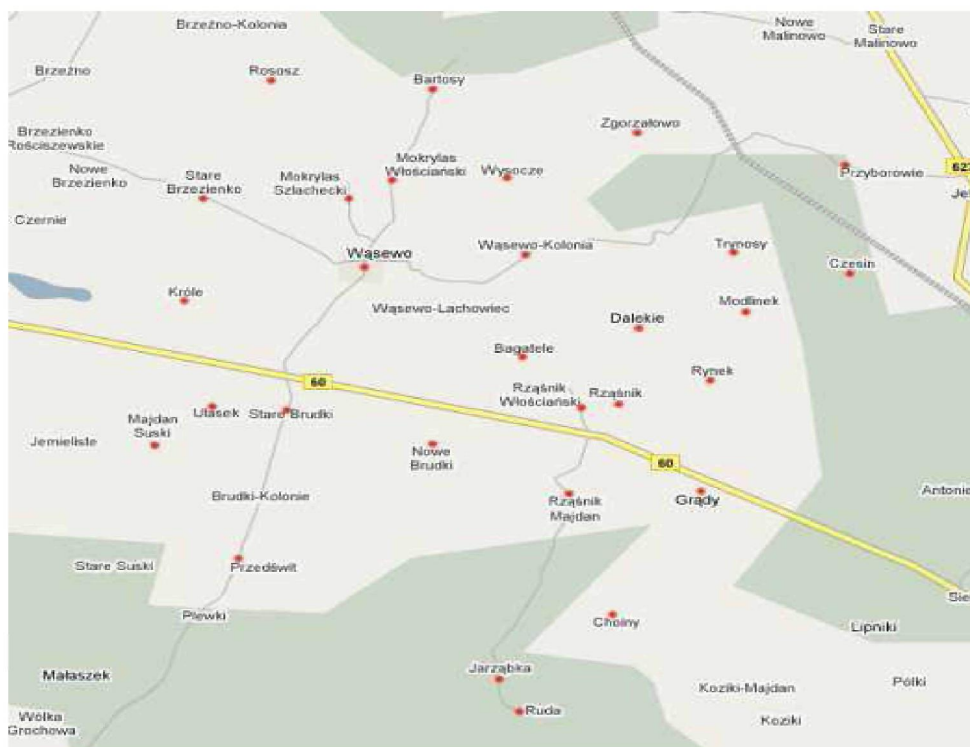 Brzeźno-Kolonia
Nowe
Malinowo
Stare
Malinowo
Brzeźno
Rososz
Bartosy
Zgorzałowo
Brzezienko
Rościszewskie
Nowe
Brzezienko
Stare
Brzezienko
Mokrylas
Szlachecki
Mokrylas
Włościański
Wysocze
Przyborowie
Czernie
Wąsewo
Wąsewo-Kolonia
Trynosy
Czesin
Króle
Wąsewo-Lachowiec
Dalekie
Modlinek
Bagatele
Rynek
60
Rząśnik
Włościański
Rząśnik
Majdan
Suski
Ulasek
Stare Brudki
Jemieliste
Nowe
Brudki
60
Brudki-Kolonie
Rząśnik
Majdan
Grądy
Antonie
Stare Suski
Przedświt
Sie
Plewki
Choiny
Lipniki
Małaszek
Jarząbka
Koziki-Majdan
Pólki
Wólka
Grochowa
Ruda
Koziki